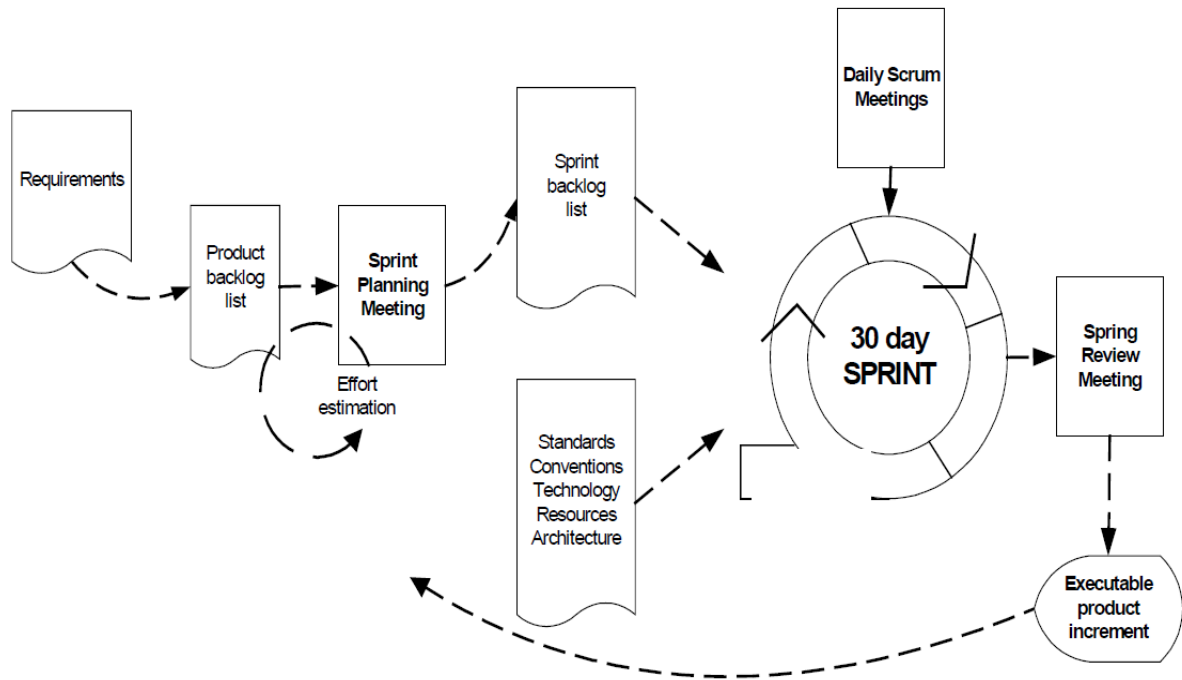 Requirements
Product
backlog
list
Sprint
Planning
Meeting
Effort
estimation
Sprint
backlog
list
Standards
Conventions
Technology
Resources
Architecture
Daily Scrum
Meetings
30 day
SPRINT
Spring
Review
Meeting
Executable
product
increment